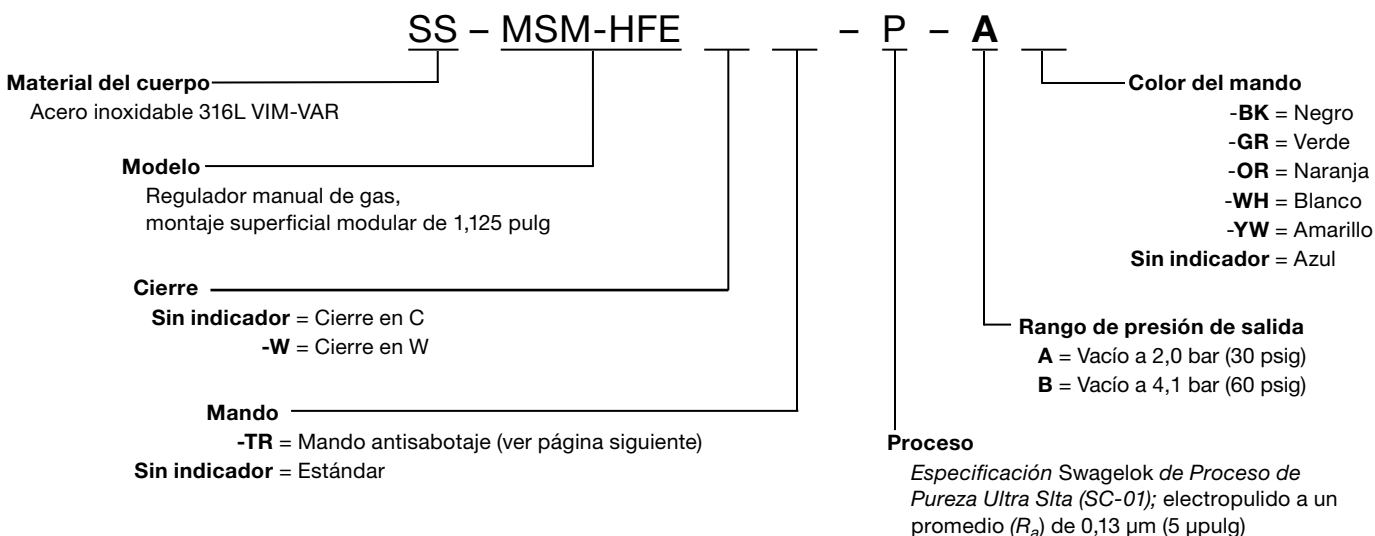 SS – MSM-HFE __ __ – P – A __
Material del cuerpo
Acero inoxidable 316L VIM-VAR
Modelo
Regulador manual de gas,
montaje superficial modular de 1,125 pulg
Cierre
Sin indicador = Cierre en C
-W = Cierre en W
Mando
-TR = Mando antisabotaje (ver página siguiente)
Sin indicador = Estándar
Color del mando
-BK = Negro
-GR = Verde
-OR = Naranja
-WH = Blanco
-YW = Amarillo
Sin indicador = Azul
Rango de presión de salida
A = Vacío a 2,0 bar (30 psig)
B = Vacío a 4,1 bar (60 psig)
Proceso
Especificación Swagelok de Proceso de
Pureza Ultra Slta (SC-01); electropulido a un
promedio (Ra) de 0,13 µm (5 µpulg)